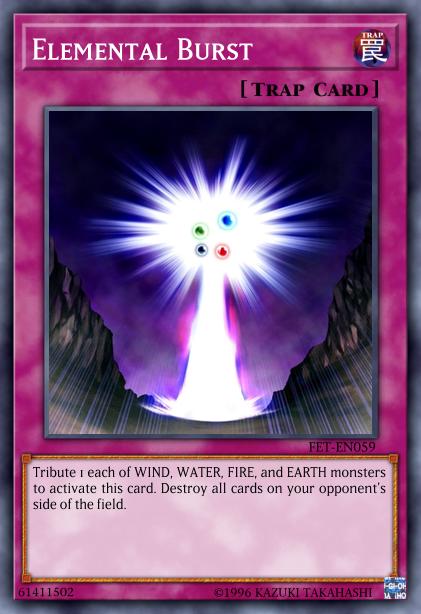 Elemental Burst
TRAP
罠
[Trap Card]
FET-EN059
Tribute 1 each of WIND, WATER, FIRE, and EARTH monsters
to activate this card. Destroy all cards on your opponent's
side of the field.
61411502
©1996 KAZUKI TAKAHASHI